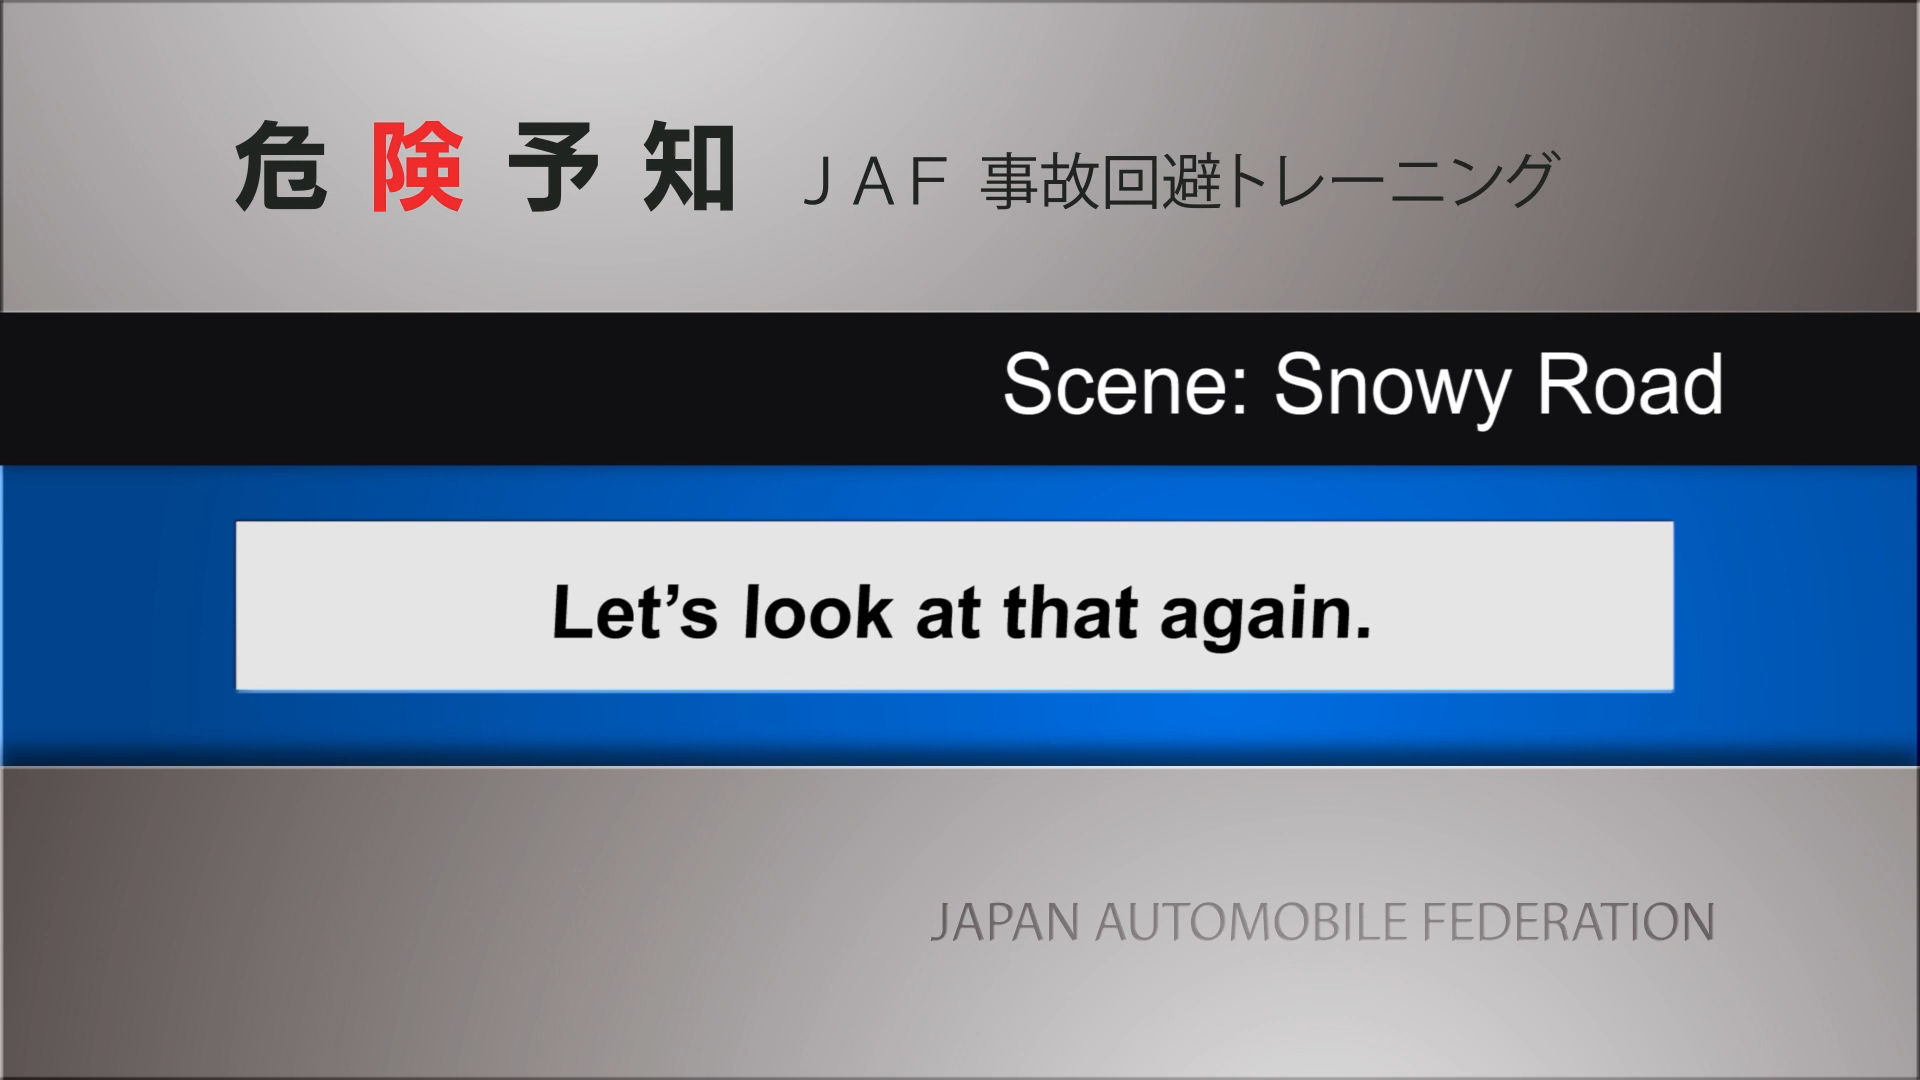 危険予知 JAF 事故回避トレーニング
Scene: Snowy Road
Let’s look at that again.
JAPAN AUTOMOBILE FEDERATION